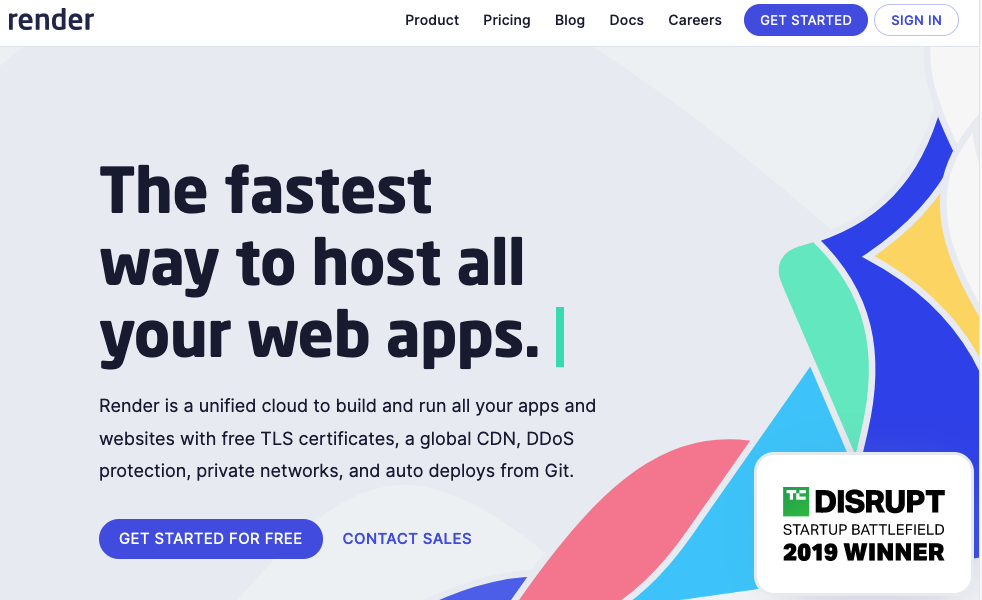 render
Product Pricing Blog Docs Careers GET STARTED SIGN IN
The fastest
way to host all
your web apps.
Render is a unified cloud to build and run all your apps and
websites with free TLS certificates, a global CDN, DDoS
protection, private networks, and auto deploys from Git.
GET STARTED FOR FREE CONTACT SALES
TC DISRUPT
STARTUP BATTLEFIELD
2019 WINNER